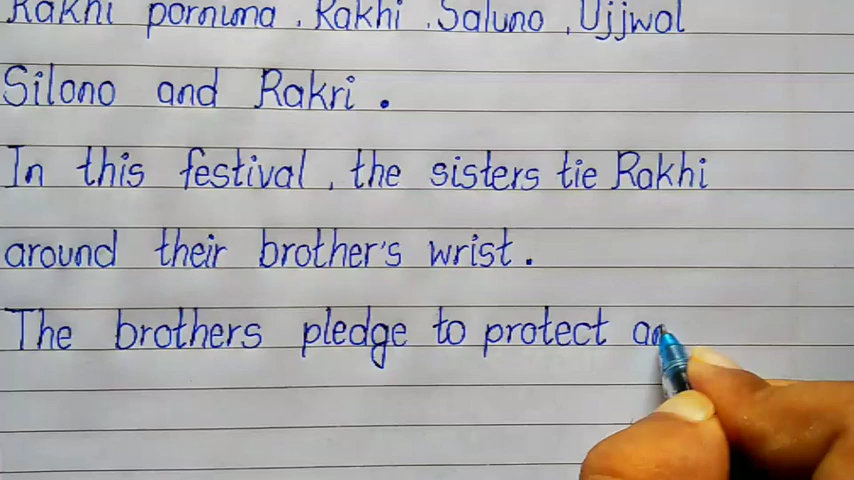 Rakhi pornima, Rakhi, Saluno, Ujjwal
Silono and Rakri.
In this festival, the sisters tie Rakhi
around their brother's wrist.
The brothers pledge to protect an